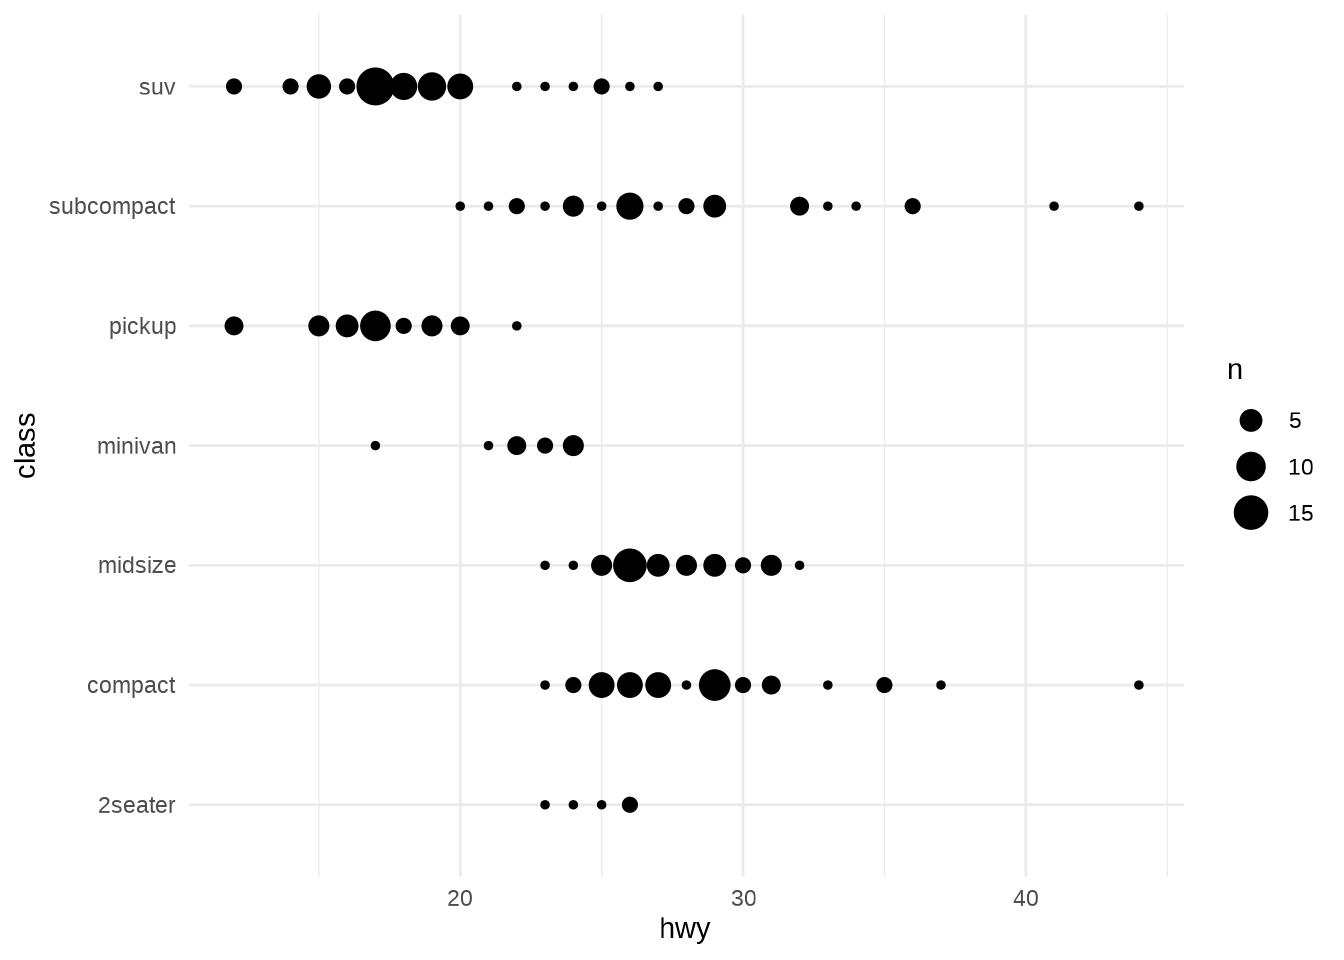 suv
subcompact
pickup
minivan
midsize
compact
2seater
class
20 30 40
hwy
n
5
10
15